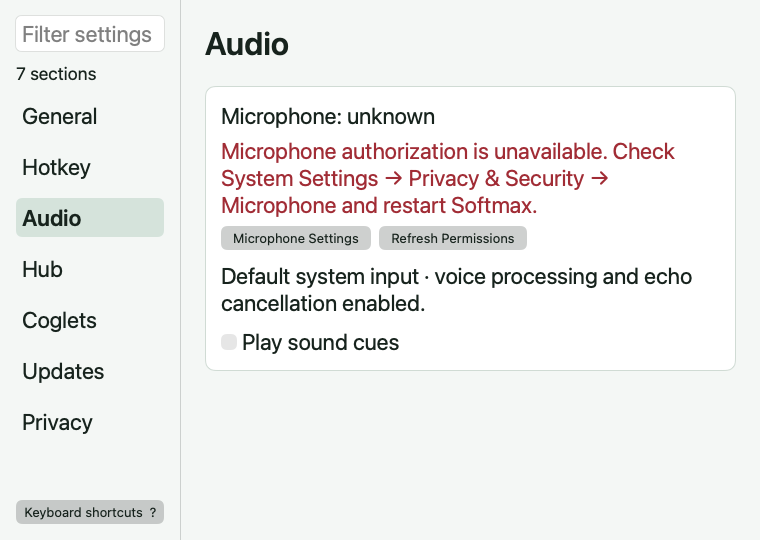 Filter settings
7 sections
General
Hotkey
Audio
Hub
Coglets
Updates
Privacy
Keyboard shortcuts ?
Audio
Microphone: unknown
Microphone authorization is unavailable. Check
System Settings → Privacy & Security →
Microphone and restart Softmax.
Microphone Settings
Refresh Permissions
Default system input · voice processing and echo
cancellation enabled.
Play sound cues